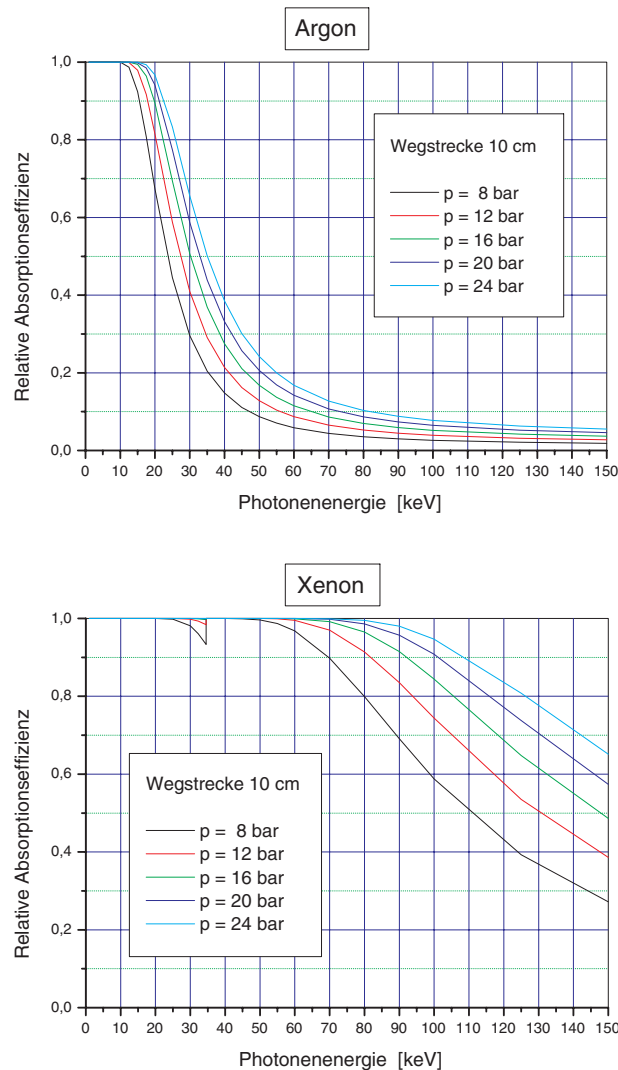 Argon
Relative Absorptionseffizienz
1,0
0,8
0,6
0,4
0,2
0,0
Wegstrecke 10 cm
p = 8 bar
p = 12 bar
p = 16 bar
p = 20 bar
p = 24 bar
0 10 20 30 40 50 60 70 80 90 100 110 120 130 140 150
Photonenenergie [keV]
Xenon
Relative Absorptionseffizienz
1,0
0,8
0,6
0,4
0,2
0,0
Wegstrecke 10 cm
p = 8 bar
p = 12 bar
p = 16 bar
p = 20 bar
p = 24 bar
0 10 20 30 40 50 60 70 80 90 100 110 120 130 140 150
Photonenenergie [keV]